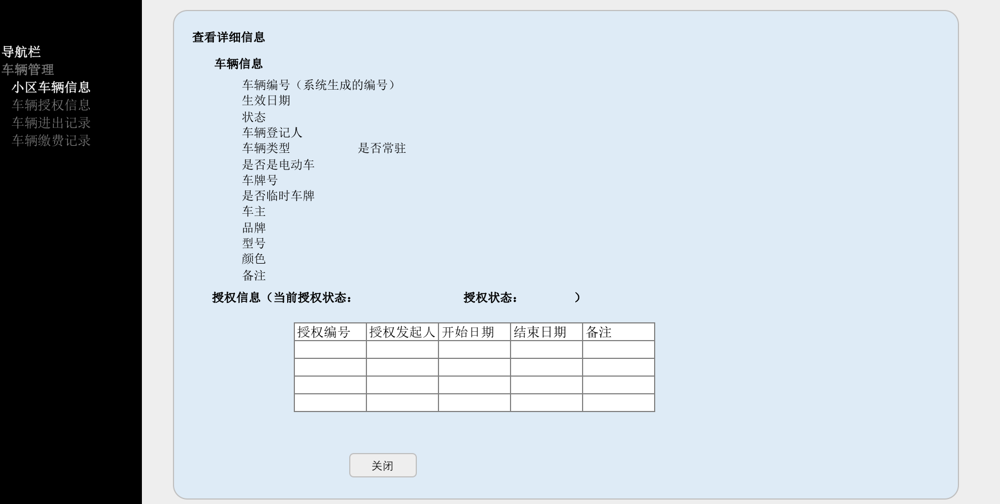 导航栏
车辆管理
小区车辆信息
车辆授权信息
车辆进出记录
车辆缴费记录
查看详细信息
车辆信息
车辆编号（系统生成的编号）
生效日期
状态
车辆登记人
车辆类型 是否常驻
是否是电动车
车牌号
是否临时车牌
车主
品牌
型号
颜色
备注
授权信息（当前授权状态： 授权状态： ）
授权编号 授权发起人 开始日期 结束日期 备注
关闭